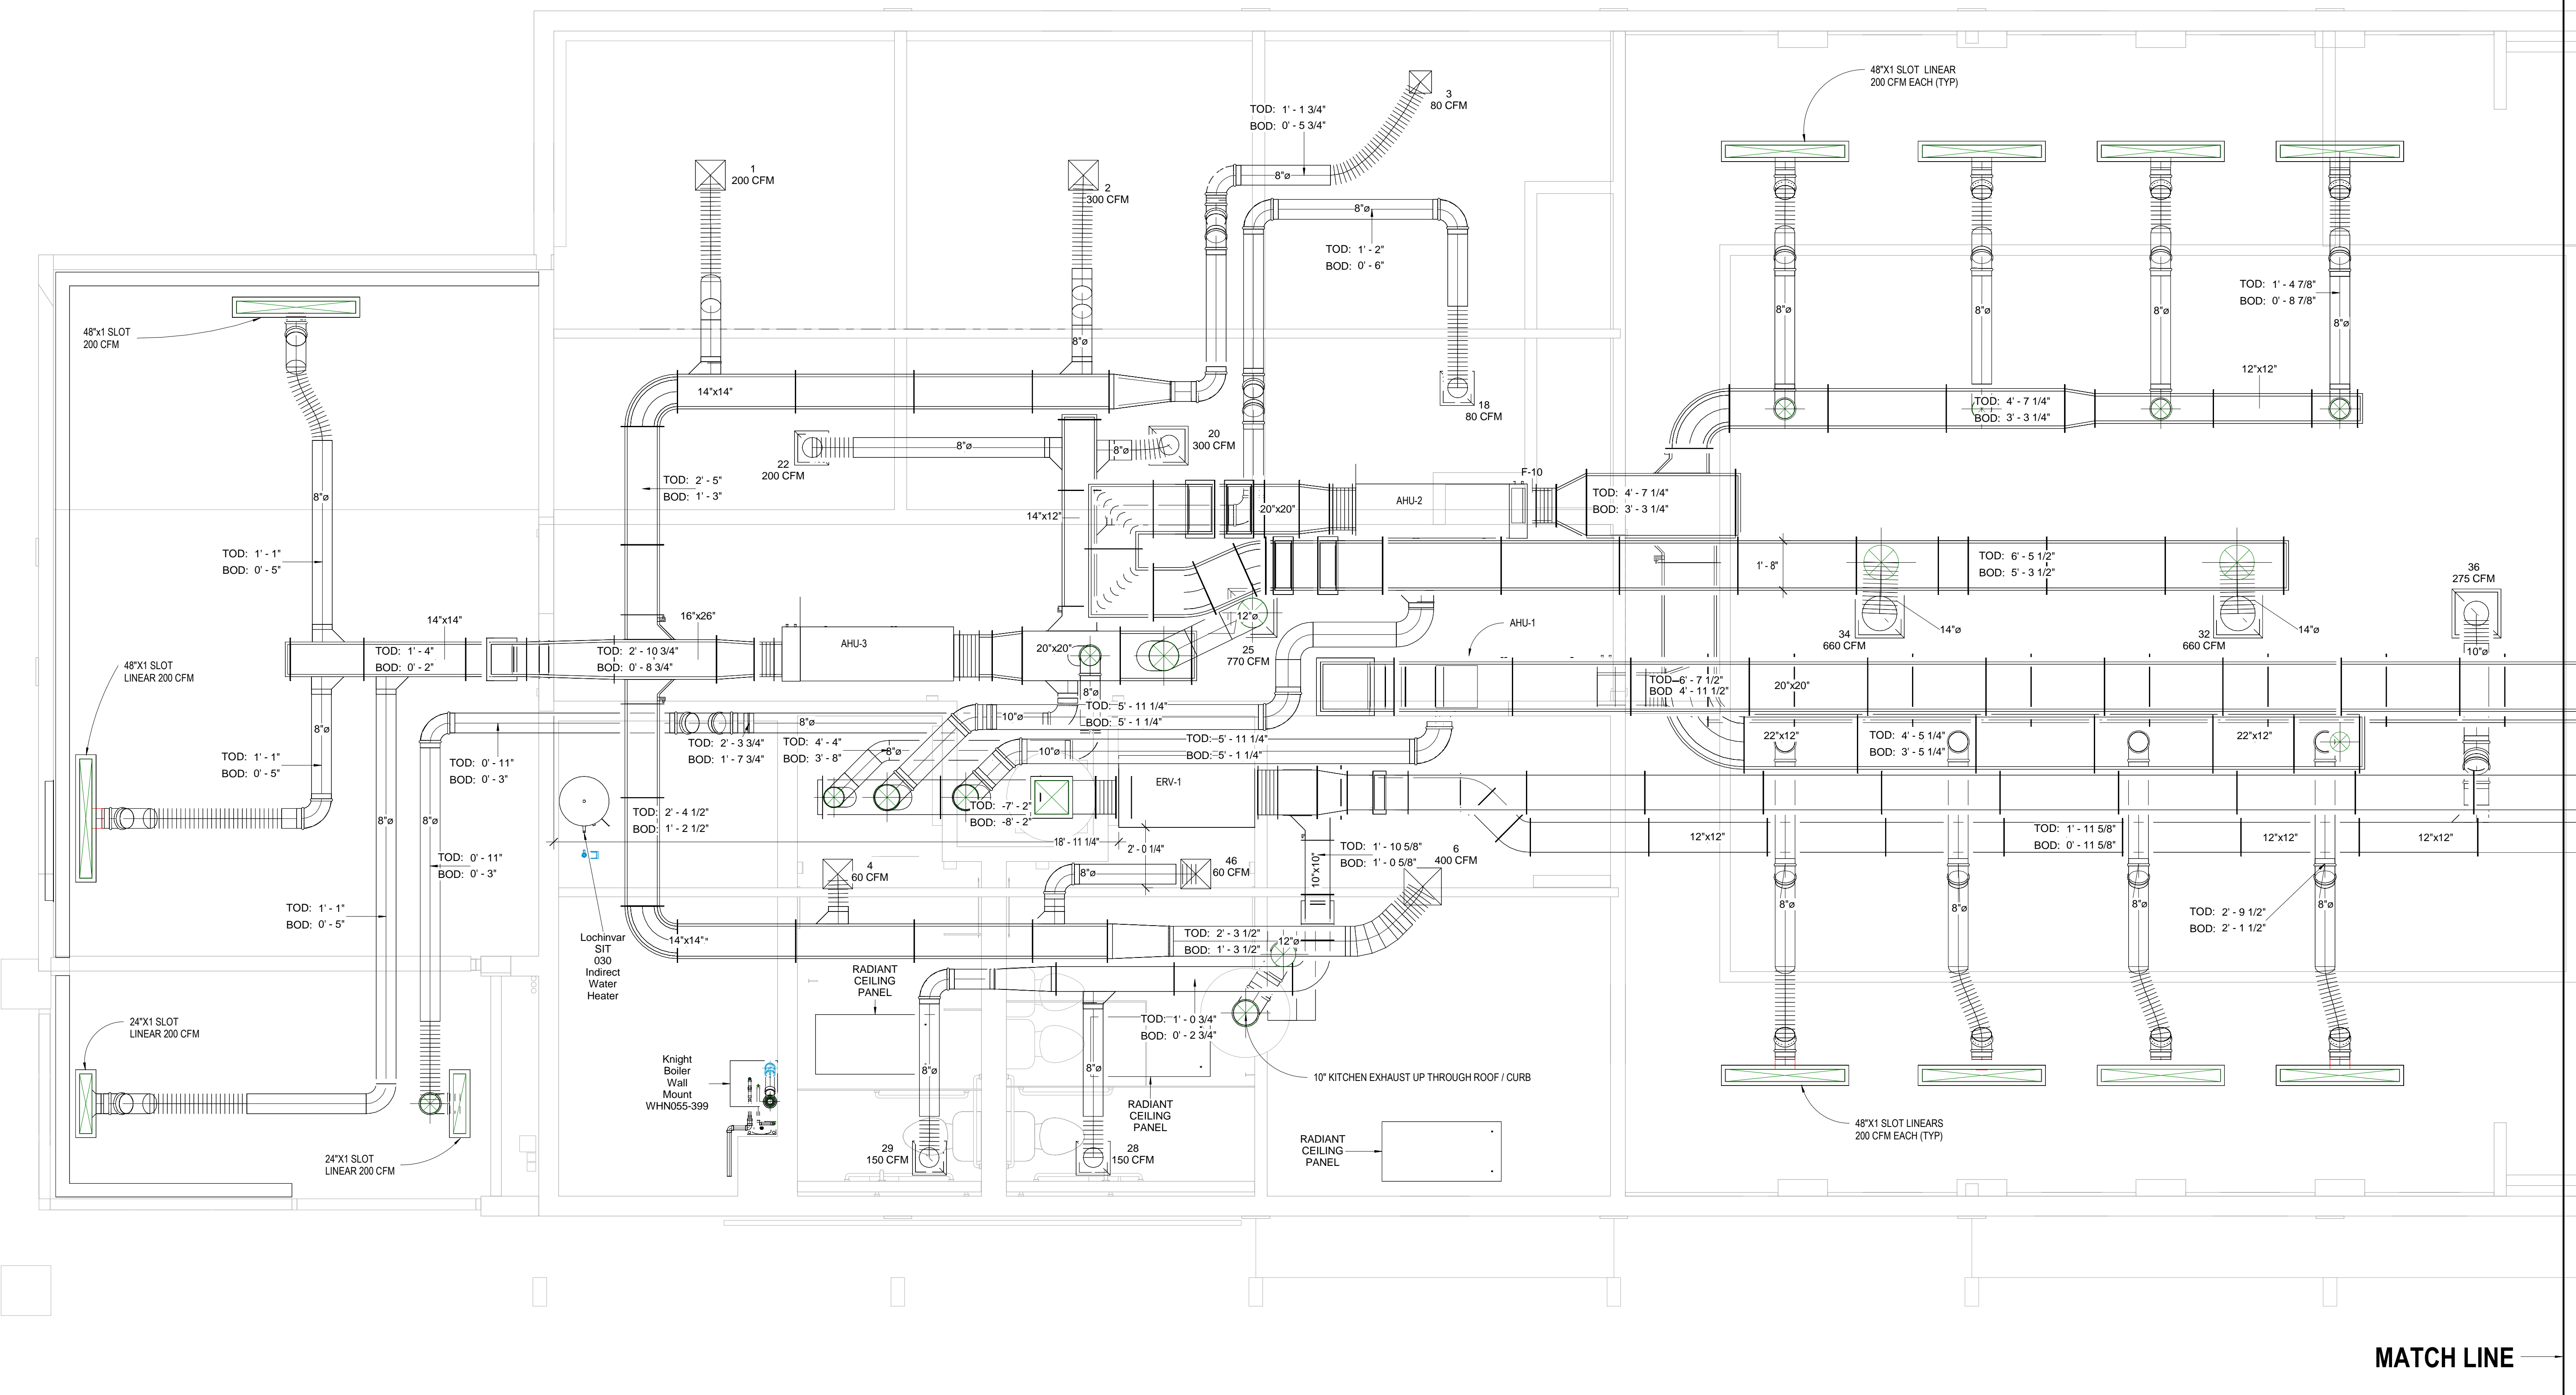 48"X1 SLOT LINEAR
200 CFM EACH (TYP)
3
80 CFM
TOD: 1' - 1 3/4"
BOD: 0' - 5 3/4"
8"ø
1
200 CFM
2
300 CFM
8"ø
TOD: 1' - 2"
BOD: 0' - 6"
48"x1 SLOT
200 CFM
8"ø
8"ø
8"ø
8"ø
TOD: 1' - 4 7/8"
BOD: 0' - 8 7/8"
8"ø
14"x14"
12"x12"
TOD: 4' - 7 1/4"
BOD: 3' - 3 1/4"
18
80 CFM
22
200 CFM
8"ø
8"ø
20
300 CFM
TOD: 2' - 5"
BOD: 1' - 3"
14"x12"
20"x20"
AHU-2
F-10
TOD: 4' - 7 1/4"
BOD: 3' - 3 1/4"
8"ø
TOD: 1' - 1"
BOD: 0' - 5"
1' - 8"
TOD: 6' - 5 1/2"
BOD: 5' - 3 1/2"
36
275 CFM
14"x14"
16"x26"
12"ø
AHU-1
34
660 CFM
14"ø
32
660 CFM
14"ø
10"ø
TOD: 1' - 4"
BOD: 0' - 2"
TOD: 2' - 10 3/4"
BOD: 0' - 8 3/4"
AHU-3
20"x20"
25
770 CFM
48"X1 SLOT
LINEAR 200 CFM
TOD 6' - 7 1/2"
BOD 4' - 11 1/2"
20"x20"
8"ø
8"ø
TOD: 5' - 11 1/4"
BOD: 5' - 1 1/4"
10"ø
8"ø
TOD: 2' - 3 3/4"
BOD: 1' - 7 3/4"
TOD: 4' - 4"
BOD: 3' - 8"
8"ø
10"ø
TOD: 5' - 11 1/4"
BOD: 5' - 1 1/4"
22"x12"
TOD: 4' - 5 1/4"
BOD: 3' - 5 1/4"
22"x12"
TOD: 1' - 1"
BOD: 0' - 5"
TOD: 0' - 11"
BOD: 0' - 3"
ERV-1
TOD: -7' - 2"
BOD: -8' - 2"
8"ø
8"ø
TOD: 2' - 4 1/2"
BOD: 1' - 2 1/2"
18' - 11 1/4"
2' - 0 1/4"
12"x12"
TOD: 1' - 11 5/8"
BOD: 0' - 11 5/8"
12"x12"
12"x12"
TOD: 0' - 11"
BOD: 0' - 3"
4
60 CFM
8"ø
46
60 CFM
10"x10"
TOD: 1' - 10 5/8"
BOD: 1' - 0 5/8"
6
400 CFM
8"ø
8"ø
8"ø
8"ø
TOD: 1' - 1"
BOD: 0' - 5"
TOD: 2' - 9 1/2"
BOD: 2' - 1 1/2"
Lochinvar
SIT
030
Indirect
Water
Heater
14"x14"
TOD: 2' - 3 1/2"
BOD: 1' - 3 1/2"
12"ø
RADIANT
CEILING
PANEL
TOD: 1' - 0 3/4"
BOD: 0' - 2 3/4"
24"X1 SLOT
LINEAR 200 CFM
Knight
Boiler
Wall
Mount
WHN055-399
8"ø
8"ø
10" KITCHEN EXHAUST UP THROUGH ROOF / CURB
RADIANT
CEILING
PANEL
48"X1 SLOT LINEARS
200 CFM EACH (TYP)
24"X1 SLOT
LINEAR 200 CFM
29
150 CFM
28
150 CFM
RADIANT
CEILING
PANEL
MATCH LINE